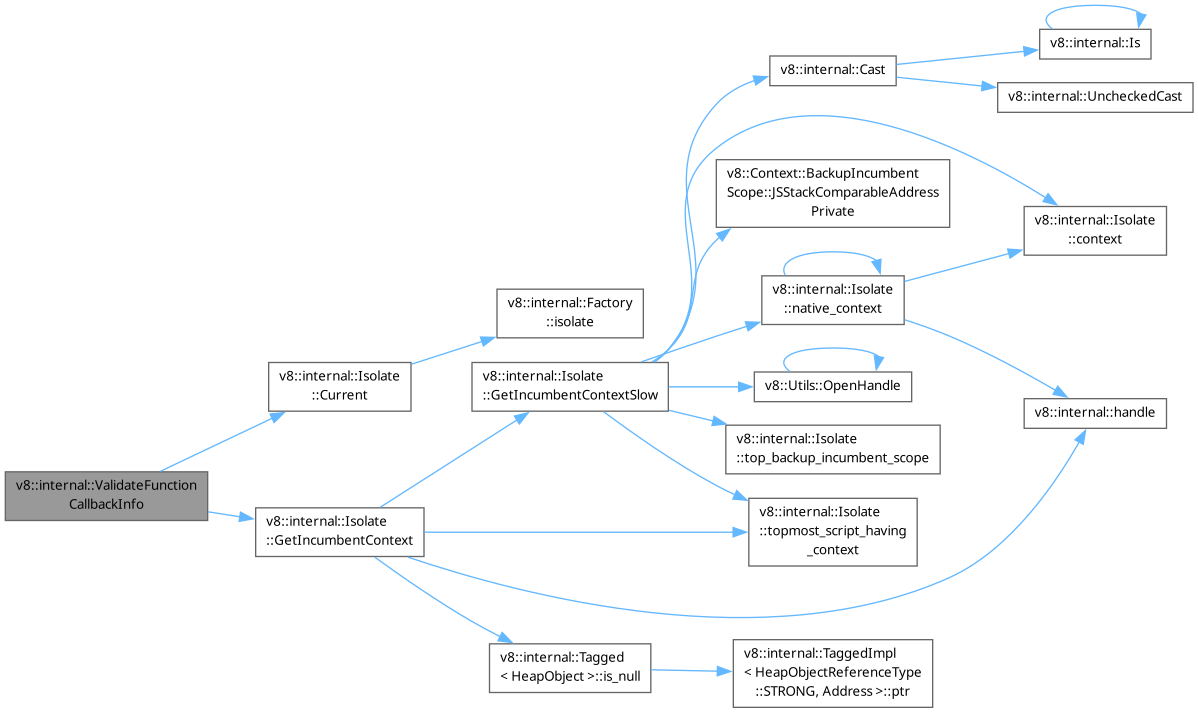 v8::internal::ValidateFunction
CallbackInfo
v8::internal::Isolate
::Current
v8::internal::Factory
::isolate
v8::internal::Isolate
::GetIncumbentContext
v8::internal::Isolate
::GetIncumbentContextSlow
v8::internal::Cast
v8::internal::Is
v8::internal::UncheckedCast
v8::Context::BackupIncumbent
Scope::JSStackComparableAddress
Private
v8::internal::Isolate
::context
v8::internal::Isolate
::native_context
v8::internal::handle
v8::Utils::OpenHandle
v8::internal::Isolate
::top_backup_incumbent_scope
v8::internal::Isolate
::topmost_script_having
_context
v8::internal::Tagged
< HeapObject >::is_null
v8::internal::TaggedImpl
< HeapObjectReferenceType
::STRONG, Address >::ptr